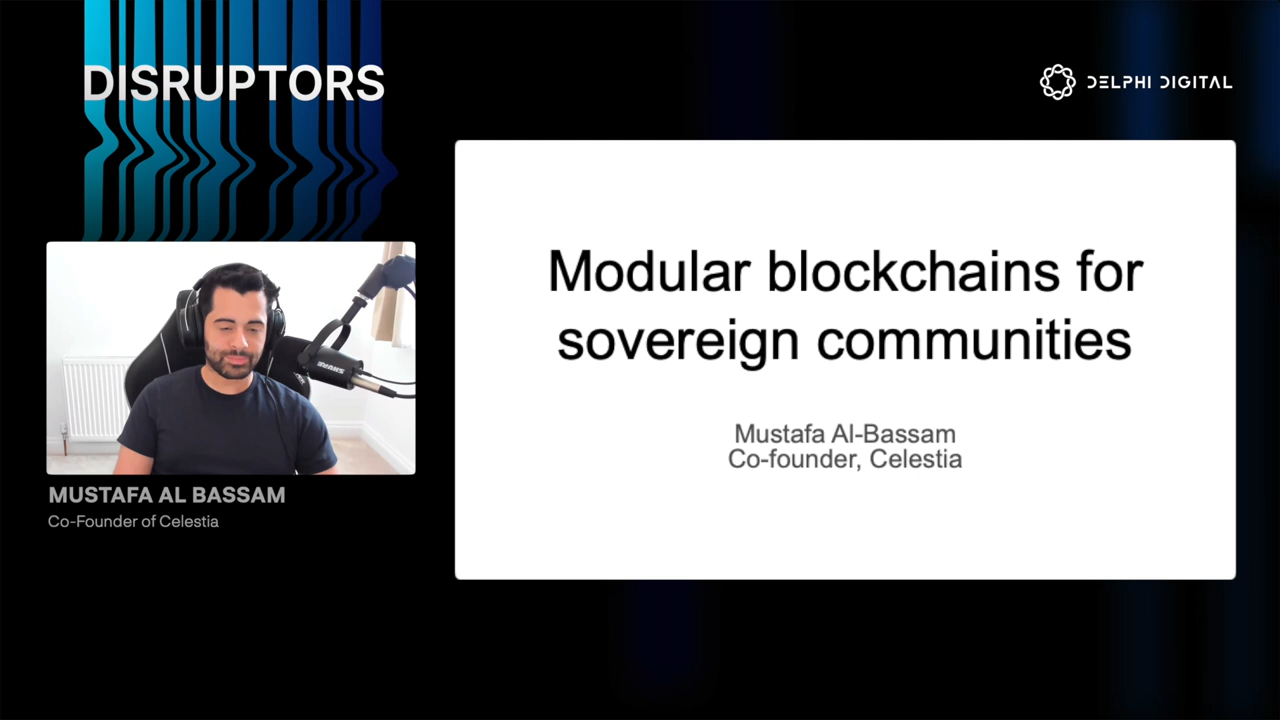 DISRUPTORS
DELPHI DIGITAL
Modular blockchains for
sovereign communities
Mustafa Al-Bassam
Co-founder, Celestia
SHURE
MUSTAFA AL BASSAM
Co-Founder of Celestia